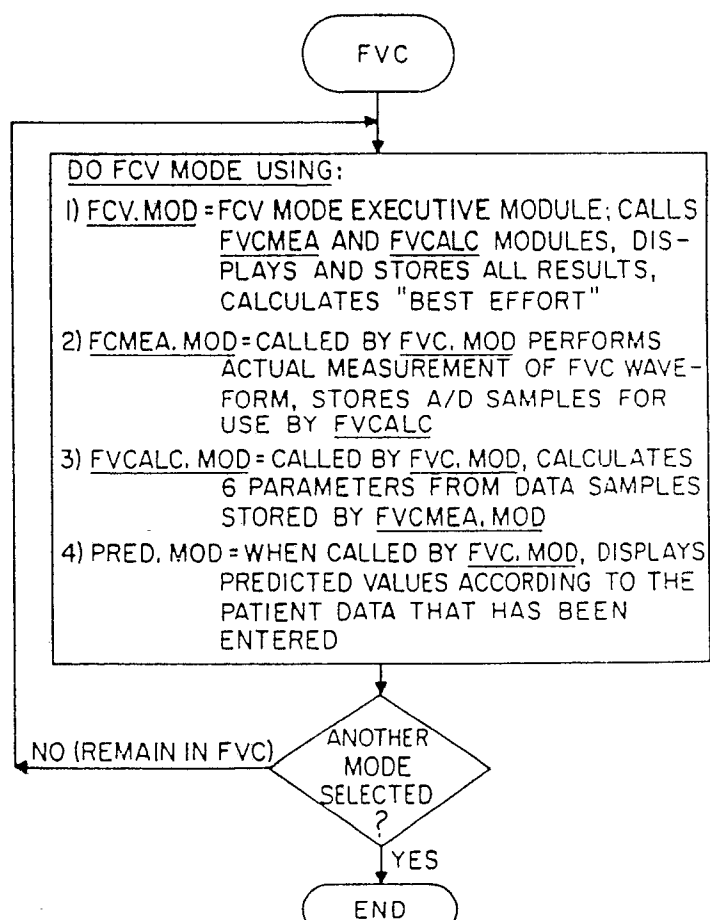 FVC
DO FCV MODE USING:
1) FCV.MOD = FCV MODE EXECUTIVE MODULE; CALLS
FVCMEA AND FVCALC MODULES, DIS-
PLAYS AND STORES ALL RESULTS,
CALCULATES "BEST EFFORT"
2) FCMEA.MOD = CALLED BY FVC.MOD PERFORMS
ACTUAL MEASUREMENT OF FVC WAVE-
FORM, STORES A/D SAMPLES FOR
USE BY FVCALC
3) FVCALC.MOD = CALLED BY FVC.MOD, CALCULATES
6 PARAMETERS FROM DATA SAMPLES
STORED BY FVCMEA.MOD
4) PRED.MOD = WHEN CALLED BY FVC.MOD, DISPLAYS
PREDICTED VALUES ACCORDING TO THE
PATIENT DATA THAT HAS BEEN
ENTERED
NO (REMAIN IN FVC)
ANOTHER
MODE
SELECTED
?
YES
END